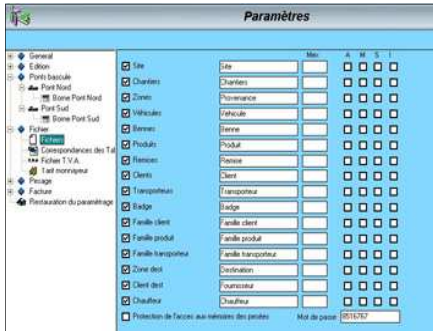 Paramètres
General
Edition
Ponts bascule
Pont Nord
Borne Pont Nord
Pont Sud
Borne Pont Sud
Fichier
Fichiers
Correspondances des Tal
Fichier T.V.A.
Tarif monnayeur
Pesage
Facture
Restauration du paramétrage
Max A M S I
Site Site
Chantiers Chantiers
Zones Provenance
Véhicules Vehicule
Bennes Benne
Produits Produit
Remises Remise
Clients Client
Transporteurs Transporteur
Badge Badge
Famille client Famille client
Famille produit Famille produit
Famille transporteur Famille transporteur
Zone dest Destination
Client dest Fournisseur
Chauffeur Chauffeur
Protection de l'acces aux mémoires des pesées Mot de passe 8516767